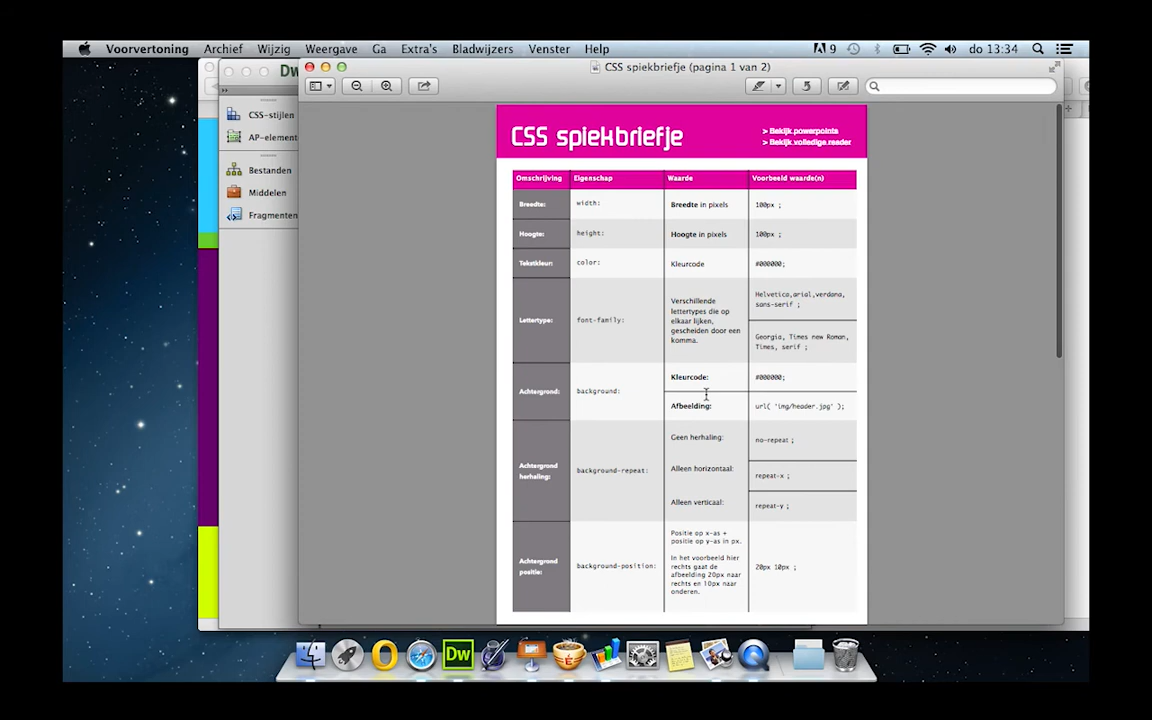 Voorvertoning Archief Wijzig Weergave Ga Extra's Bladwijzers Venster Help 9 do 13:34
Dw
CSS spiekbriefje (pagina 1 van 2)
CSS-stijlen
AP-element
Bestanden
Middelen
Fragmenten
CSS spiekbriefje
> Bekijk powerpoints
> Bekijk volledige reader
Omschrijving Eigenschap Waarde Voorbeeld waarde(n)
Breedte: width: Breedte in pixels 100px ;
Hoogte: height: Hoogte in pixels 100px ;
Tekstkleur: color: Kleurcode #000000;
Lettertype: font-family:
Verschillende
lettertypes die op
elkaar lijken,
gescheiden door een
komma.
Helvetica,arial,verdana,
sans-serif ;
Georgia, Times new Roman,
Times, serif ;
Achtergrond: background:
Kleurcode: #000000;
Afbeelding: url( 'img/header.jpg' );
Achtergrond
herhaling:
background-repeat:
Geen herhaling: no-repeat ;
Alleen horizontaal: repeat-x ;
Alleen verticaal: repeat-y ;
Achtergrond
positie:
background-position:
Positie op x-as +
positie op y-as in px.
In het voorbeeld hier
rechts gaat de
afbeelding 20px naar
rechts en 10px naar
onderen.
20px 10px ;
Dw